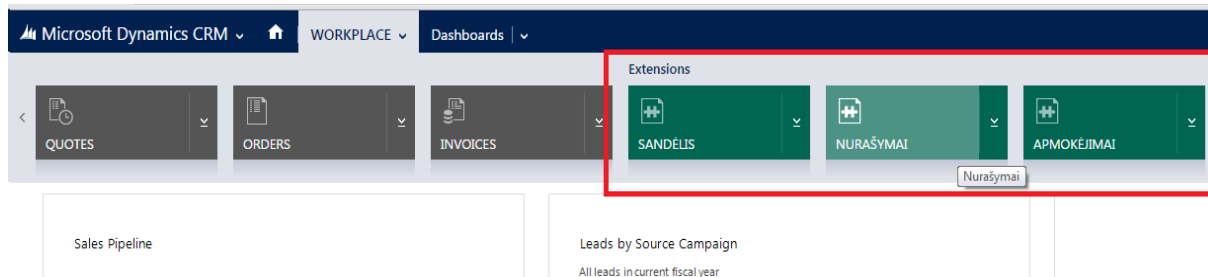 Microsoft Dynamics CRM WORKPLACE Dashboards
Extensions
QUOTES ORDERS INVOICES SANDĖLIS NURAŠYMAI APMOKĖJIMAI
Nurašymai
Sales Pipeline Leads by Source Campaign
All leads in current fiscal year